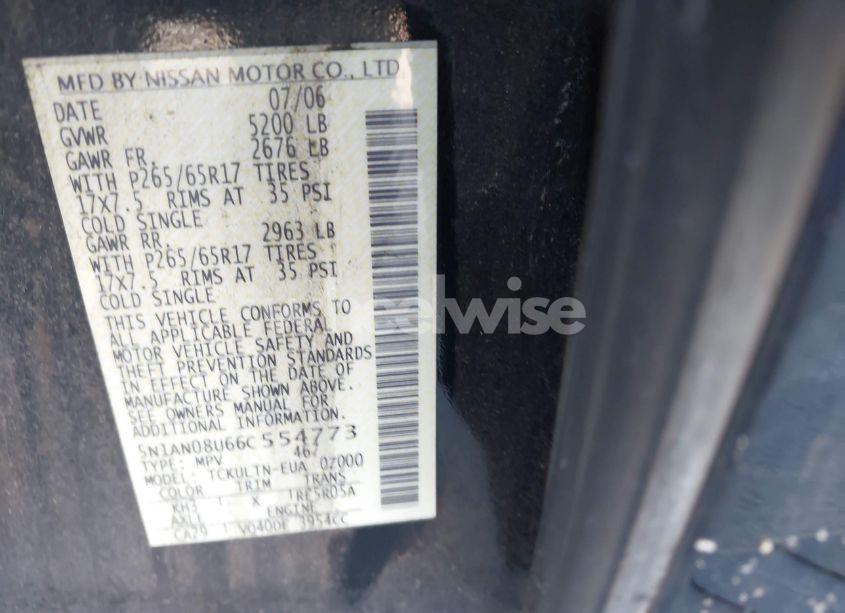 MFD BY NISSAN MOTOR CO., LTD
DATE 07/06
GVWR 5200 LB
GAWR FR. 2676 LB
WITH P265/65R17 TIRES
17X7.5 RIMS AT 35 PSI
COLD SINGLE
GAWR RR. 2963 LB
WITH P265/65R17 TIRES
17X7.5 RIMS AT 35 PSI
COLD SINGLE
THIS VEHICLE CONFORMS TO
ALL APPLICABLE FEDERAL
MOTOR VEHICLE SAFETY AND
THEFT PREVENTION STANDARDS
IN EFFECT ON THE DATE OF
MANUFACTURE SHOWN ABOVE.
SEE OWNERS MANUAL FOR
ADDITIONAL INFORMATION.
5N1AN08U66C554773
TYPE: MPV 467
MODEL: TCKULTN-EUA 02000
COLOR TRIM TRANS
KH3 X RE5R05A
AXLE ENGINE
CA29 VQ40DE 3954CC